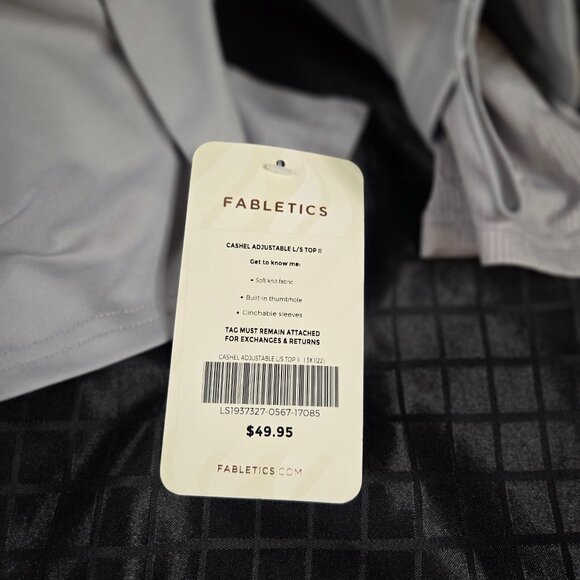 FABLETICS
CASHEL ADJUSTABLE L/S TOP II
Get to know me:
• Soft knit fabric
• Built-in thumbhole
• Cinchable sleeves
TAG MUST REMAIN ATTACHED
FOR EXCHANGES & RETURNS
CASHEL ADJUSTABLE L/S TOP II | 3X (22)
LS1937327-0567-17085
$49.95
FABLETICS.COM